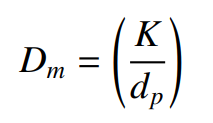 D_m = (K / d_p)